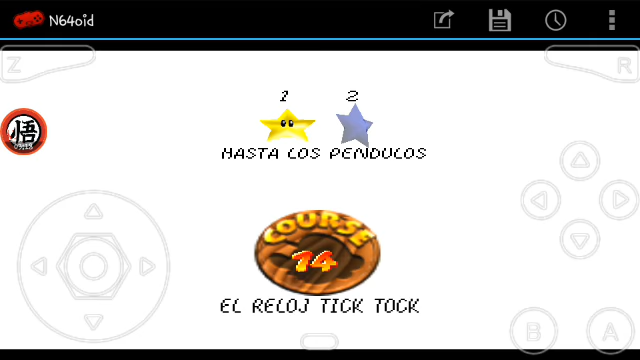 N64oid
Z
R
1 2
HASTA LOS PENDULOS
COURSE
14
EL RELOJ TICK TOCK
B
A